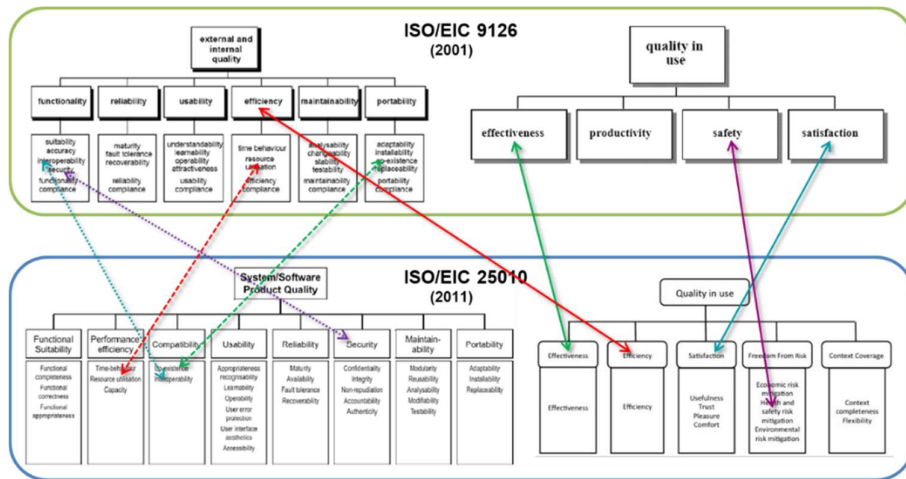 ISO/EIC 9126
(2001)
external and
internal
quality
functionality
reliability
usability
efficiency
maintainability
portability
suitability
accuracy
interoperability
security
functionality
compliance
maturity
fault tolerance
recoverability
reliability
compliance
understandability
learnability
operability
attractiveness
usability
compliance
time behaviour
resource
utilisation
efficiency
compliance
analysability
changeability
stability
testability
maintainability
compliance
adaptability
installability
co-existence
replaceability
portability
compliance
quality in
use
effectiveness
productivity
safety
satisfaction
ISO/EIC 25010
(2011)
System/Software
Product Quality
Functional
Suitability
Performance
efficiency
Compatibility
Usability
Reliability
Security
Maintain-
ability
Portability
Functional
completeness
Functional
correctness
Functional
appropriateness
Time-behaviour
Resource utilisation
Capacity
Co-existence
Interoperability
Appropriateness
recognisability
Learnability
Operability
User error
protection
User interface
aesthetics
Accessibility
Maturity
Availability
Fault tolerance
Recoverability
Confidentiality
Integrity
Non-repudiation
Accountability
Authenticity
Modularity
Reusability
Analysability
Modifiability
Testability
Adaptability
Installability
Replaceability
Quality in use
Effectiveness
Efficiency
Satisfaction
Freedom From Risk
Context Coverage
Effectiveness
Efficiency
Usefulness
Trust
Pleasure
Comfort
Economic risk
mitigation
Health and
safety risk
mitigation
Environmental
risk mitigation
Context
completeness
Flexibility